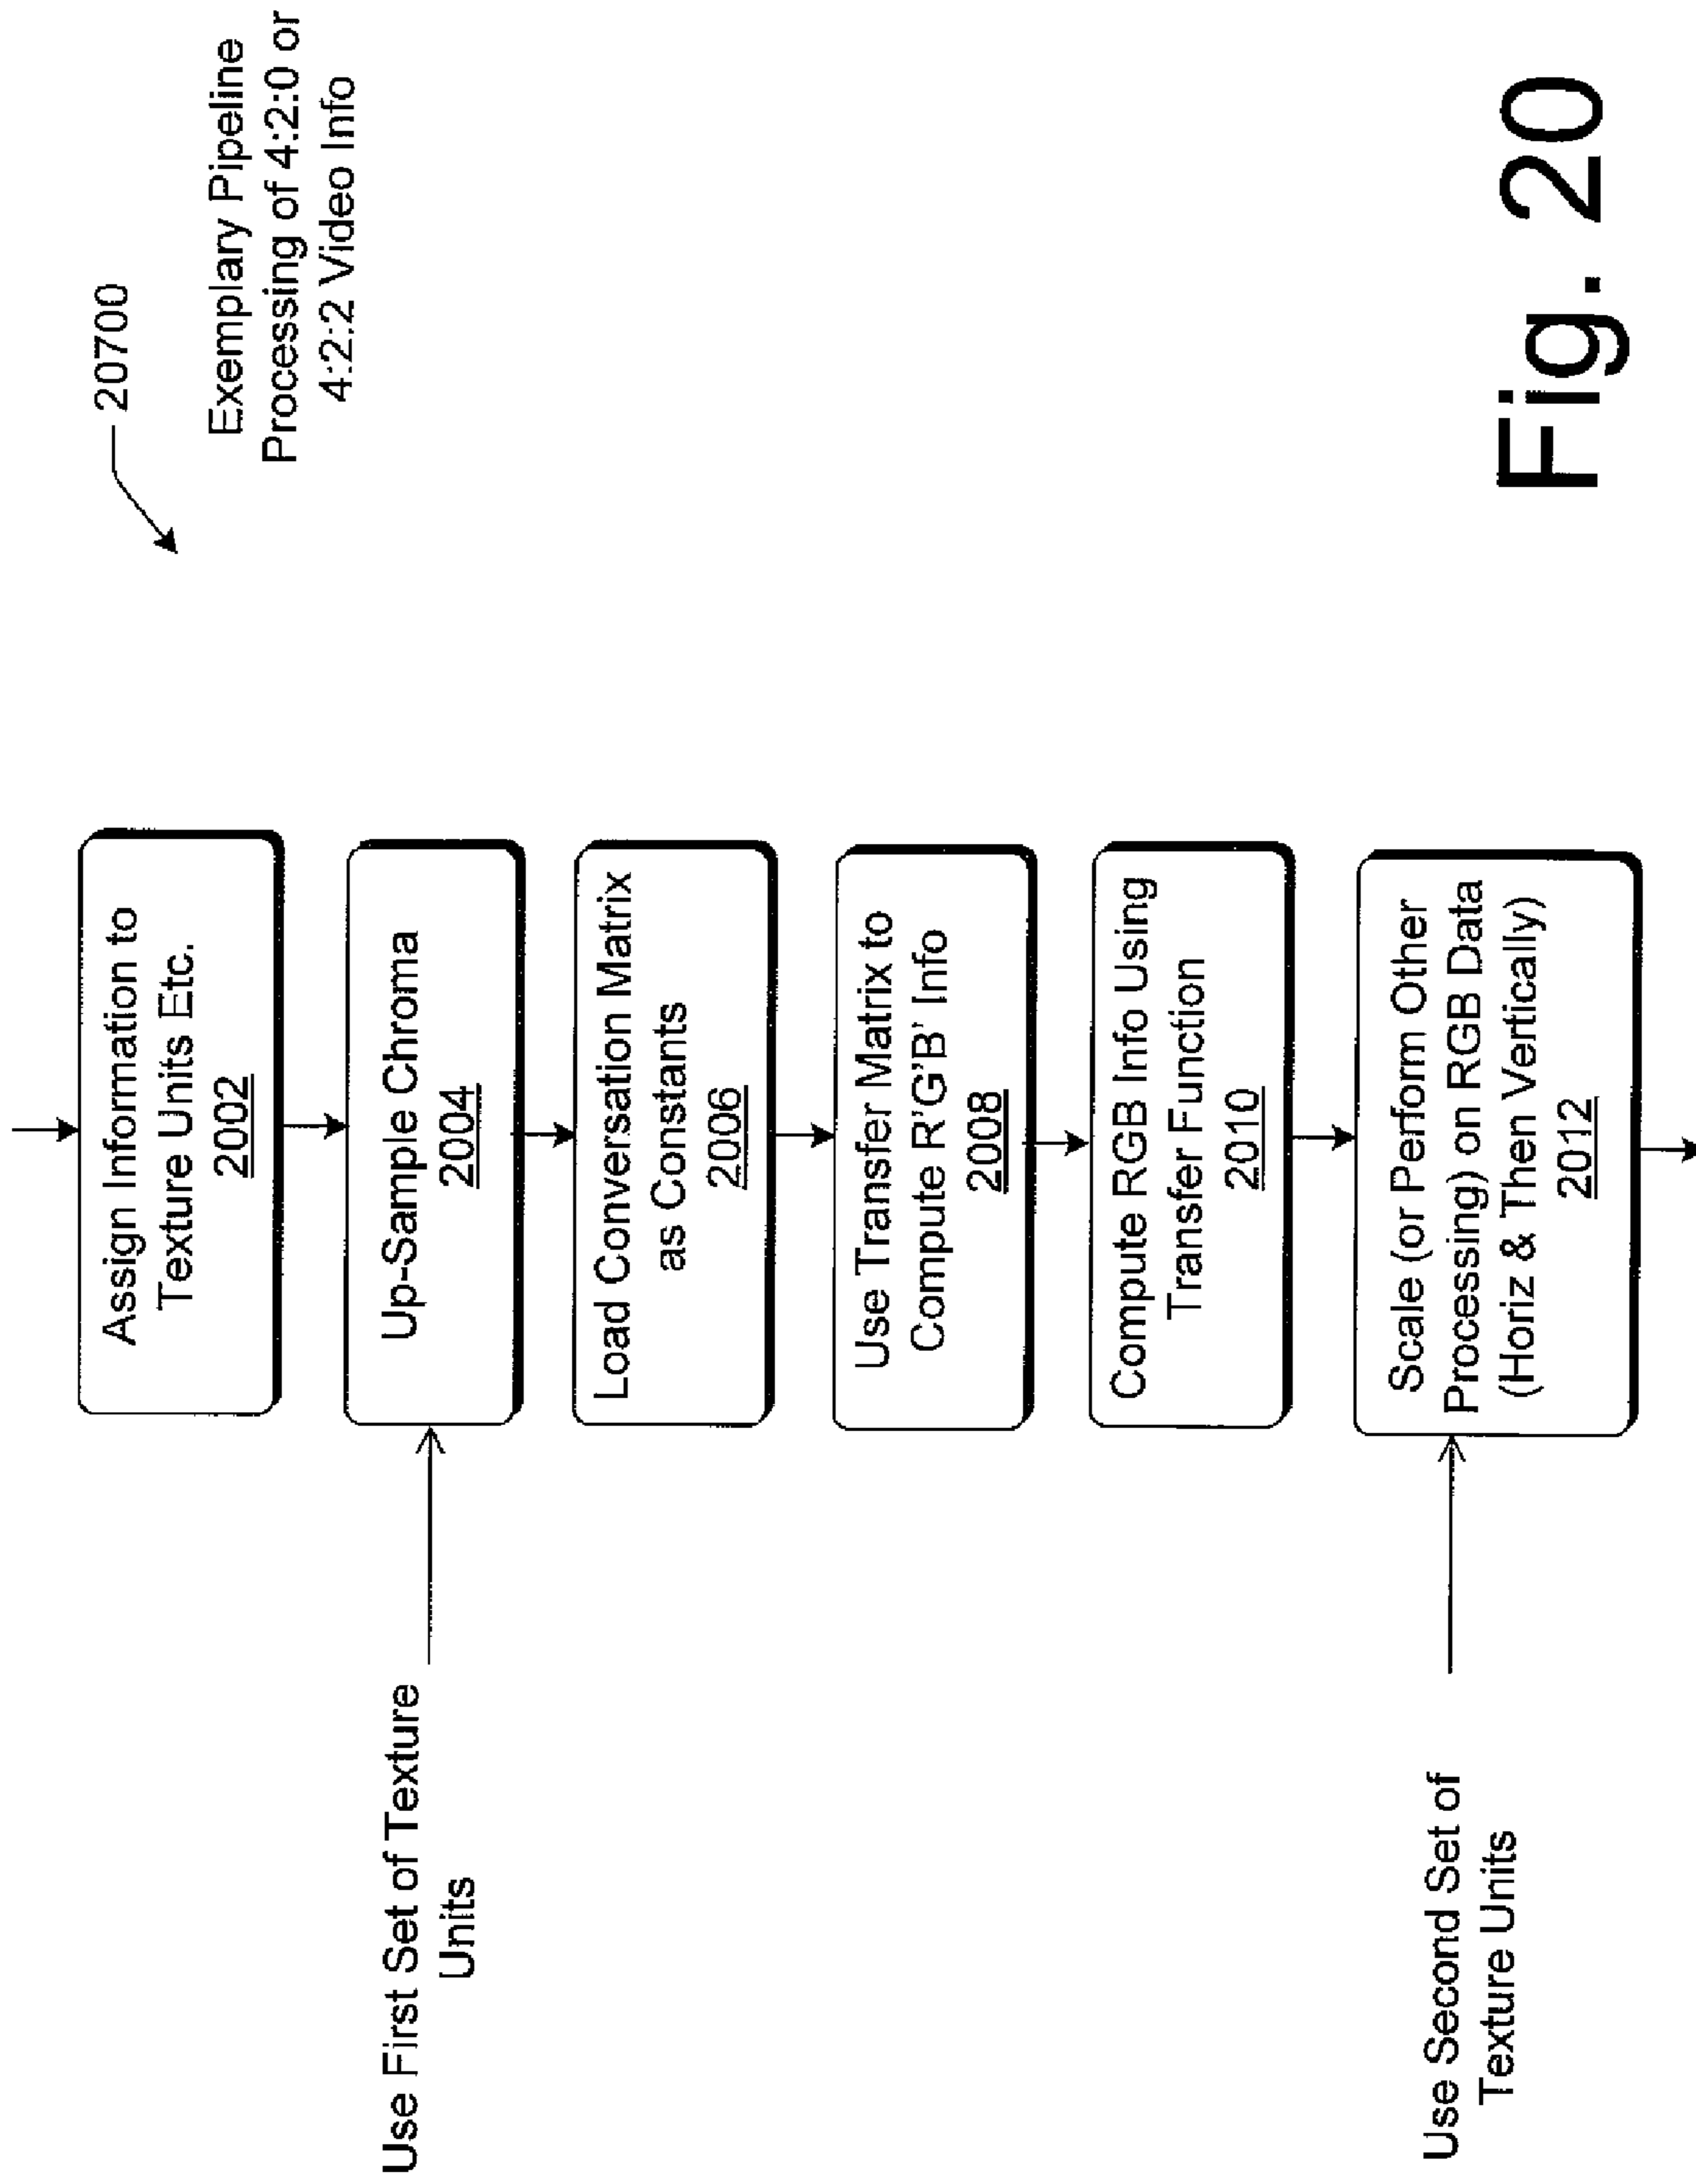 20700
Exemplary Pipeline
Processing of 4:2:0 or
4:2:2 Video Info
Assign Information to
Texture Units Etc.
2002
Use First Set of Texture
Units
Up-Sample Chroma
2004
Load Conversation Matrix
as Constants
2006
Use Transfer Matrix to
Compute R'G'B' Info
2008
Compute RGB Info Using
Transfer Function
2010
Use Second Set of
Texture Units
Scale (or Perform Other
Processing) on RGB Data
(Horiz & Then Vertically)
2012
Fig. 20